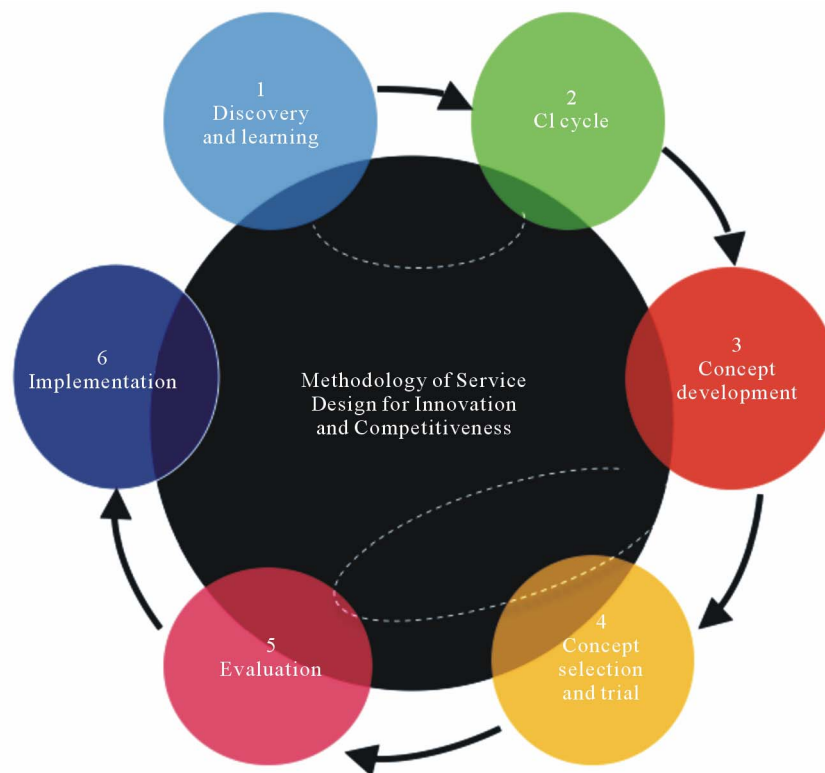 1
Discovery
and learning
2
Cl cycle
3
Concept
development
4
Concept
selection
and trial
5
Evaluation
6
Implementation
Methodology of Service
Design for Innovation
and Competitiveness